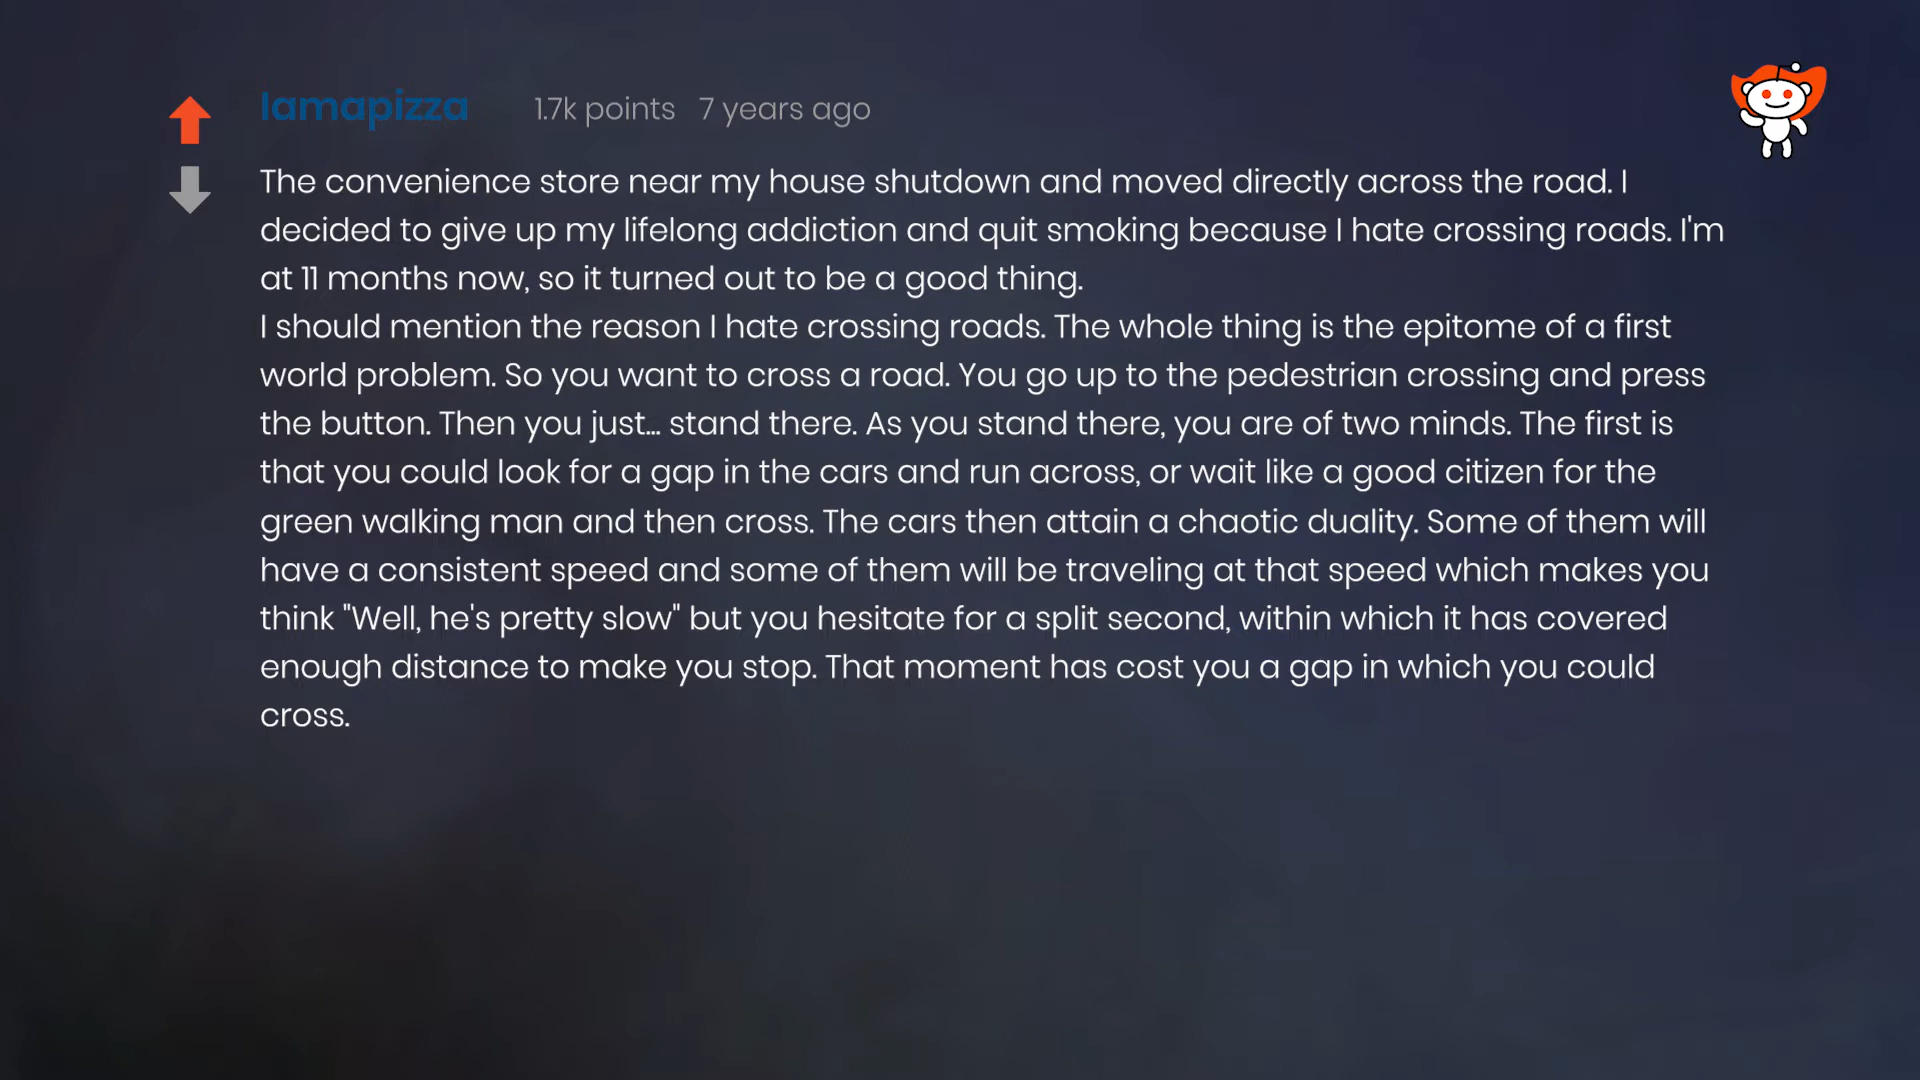 Iamapizza 1.7k points 7 years ago
The convenience store near my house shutdown and moved directly across the road. I
decided to give up my lifelong addiction and quit smoking because I hate crossing roads. I'm
at 11 months now, so it turned out to be a good thing.
I should mention the reason I hate crossing roads. The whole thing is the epitome of a first
world problem. So you want to cross a road. You go up to the pedestrian crossing and press
the button. Then you just... stand there. As you stand there, you are of two minds. The first is
that you could look for a gap in the cars and run across, or wait like a good citizen for the
green walking man and then cross. The cars then attain a chaotic duality. Some of them will
have a consistent speed and some of them will be traveling at that speed which makes you
think "Well, he's pretty slow" but you hesitate for a split second, within which it has covered
enough distance to make you stop. That moment has cost you a gap in which you could
cross.